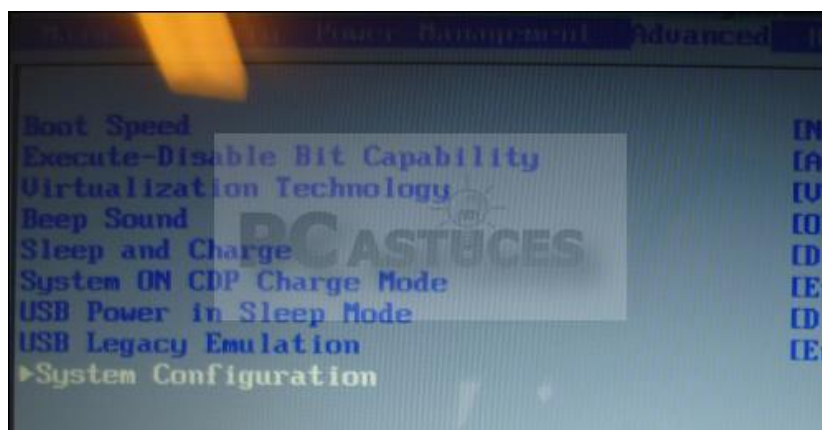 Power Management Advanced
Boot Speed
Execute-Disable Bit Capability
Virtualization Technology
Beep Sound
Sleep and Charge
System ON CDP Charge Mode
USB Power in Sleep Mode
USB Legacy Emulation
▶System Configuration
PC ASTUCES